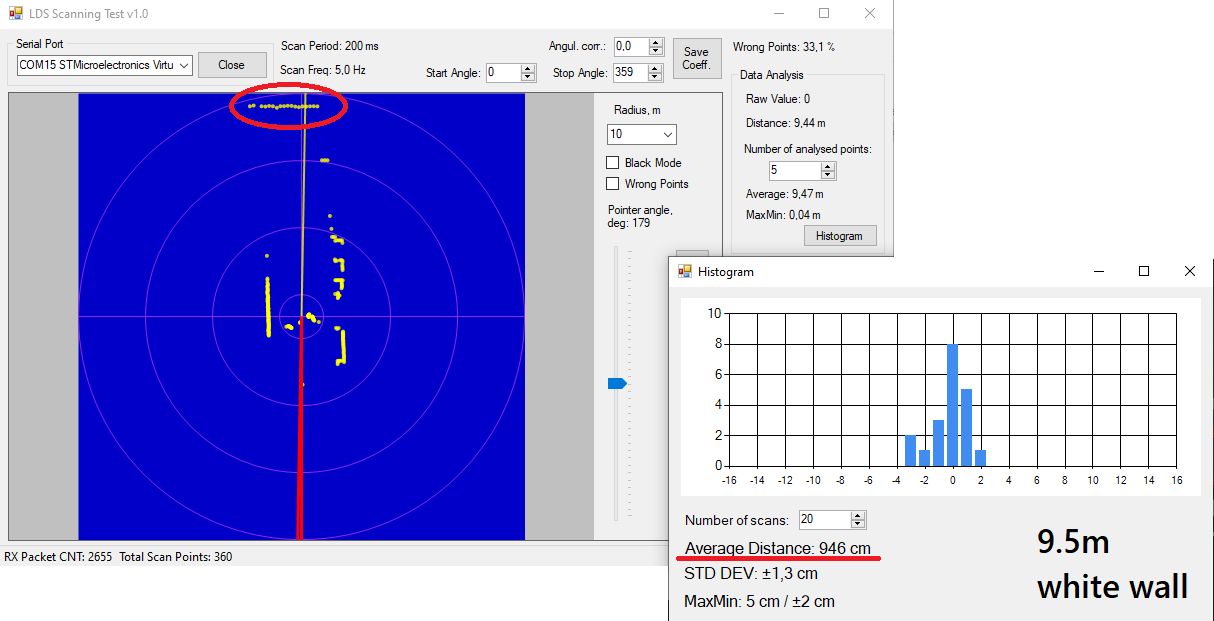 LDS Scanning Test v1.0
Serial Port
COM15 STMicroelectronics Virtu
Close
Scan Period: 200 ms
Scan Freq: 5,0 Hz
Angul. corr.: 0,0
Start Angle: 0
Stop Angle: 359
Save
Coeff.
Wrong Points: 33,1 %
Data Analysis
Raw Value: 0
Distance: 9,44 m
Number of analysed points:
5
Average: 9,47 m
MaxMin: 0,04 m
Histogram
Radius, m
10
Black Mode
Wrong Points
Pointer angle,
deg: 179
RX Packet CNT: 2655 Total Scan Points: 360
Histogram
10
8
6
4
2
0
-16 -14 -12 -10 -8 -6 -4 -2 0 2 4 6 8 10 12 14 16
Number of scans: 20
Average Distance: 946 cm
STD DEV: ±1,3 cm
MaxMin: 5 cm / ±2 cm
9.5m
white wall